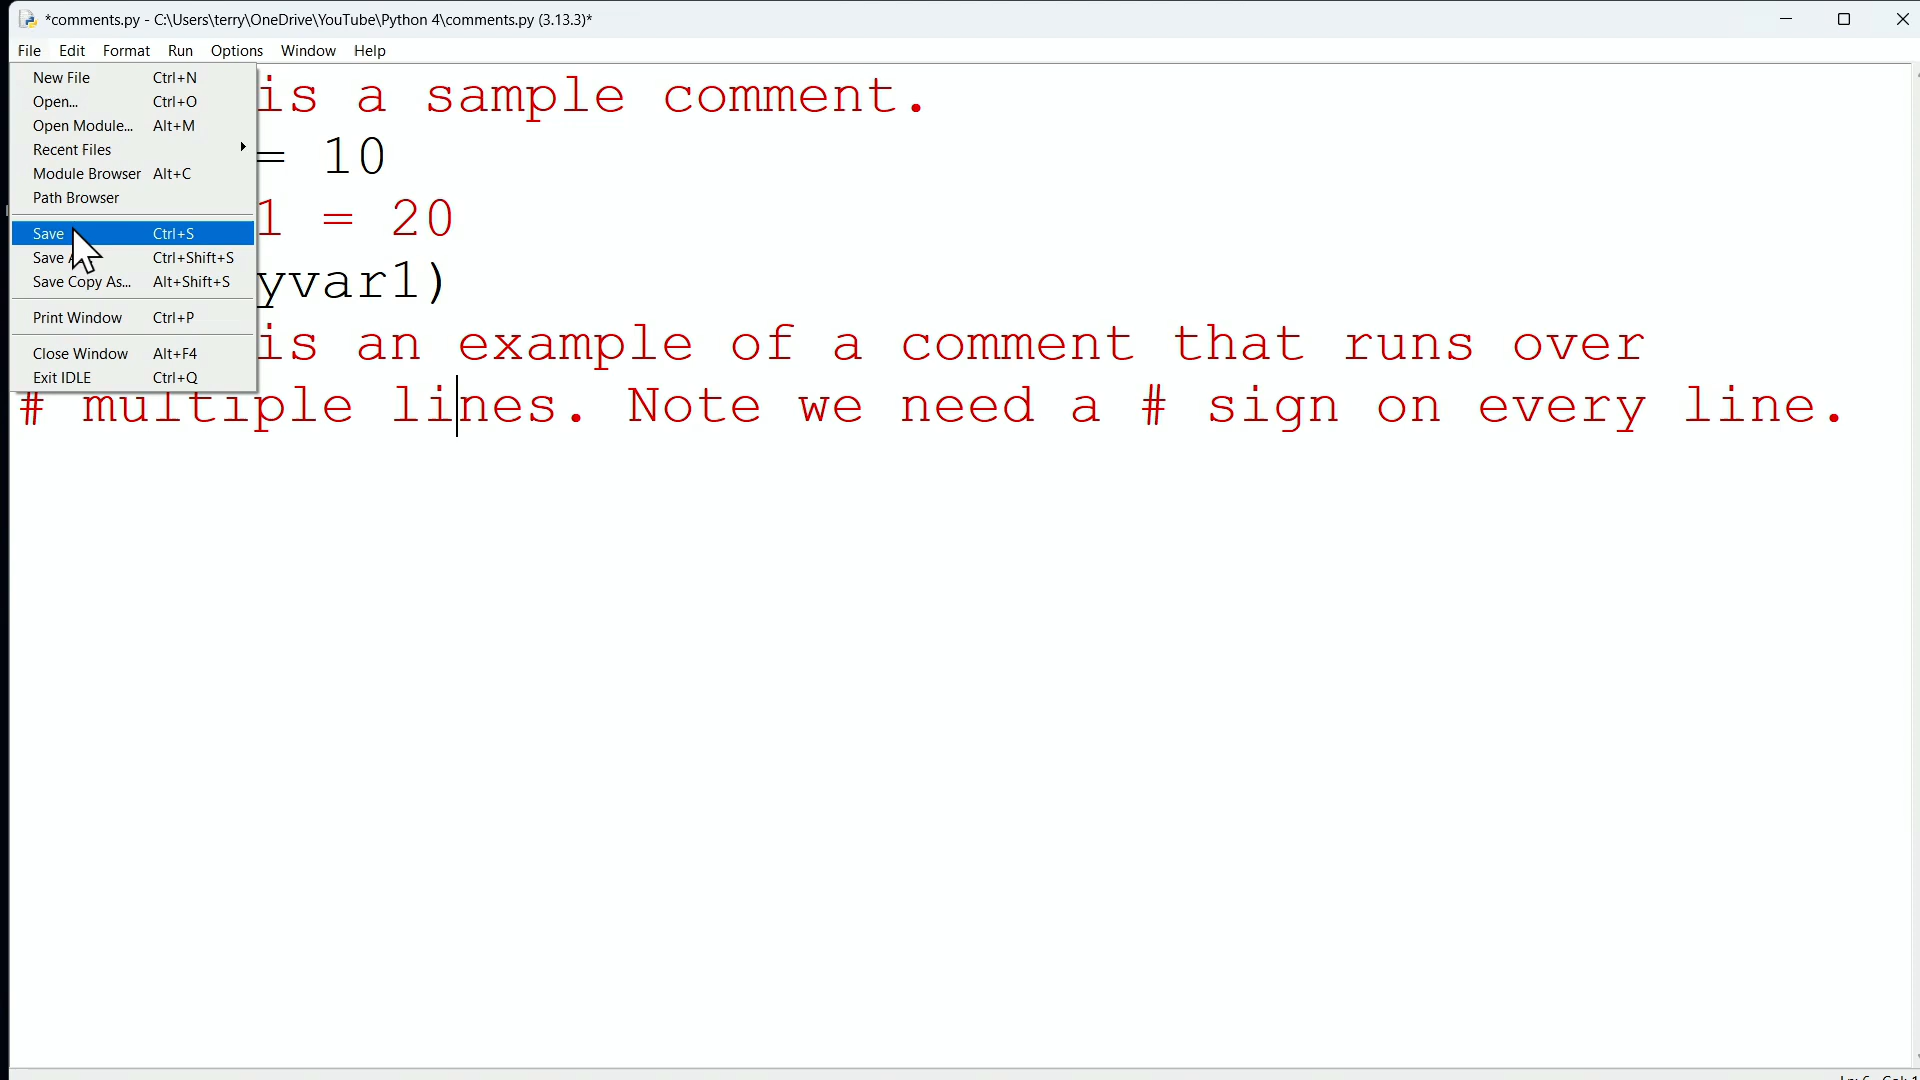 *comments.py - C:\Users\terry\OneDrive\YouTube\Python 4\comments.py (3.13.3)*
File Edit Format Run Options Window Help
New File Ctrl+N
Open... Ctrl+O
Open Module... Alt+M
Recent Files
Module Browser Alt+C
Path Browser
Save Ctrl+S
Save Ctrl+Shift+S
Save Copy As... Alt+Shift+S
Print Window Ctrl+P
Close Window Alt+F4
Exit IDLE Ctrl+Q
is a sample comment.
= 10
1 = 20
yvar1)
is an example of a comment that runs over
# multiple lines. Note we need a # sign on every line.